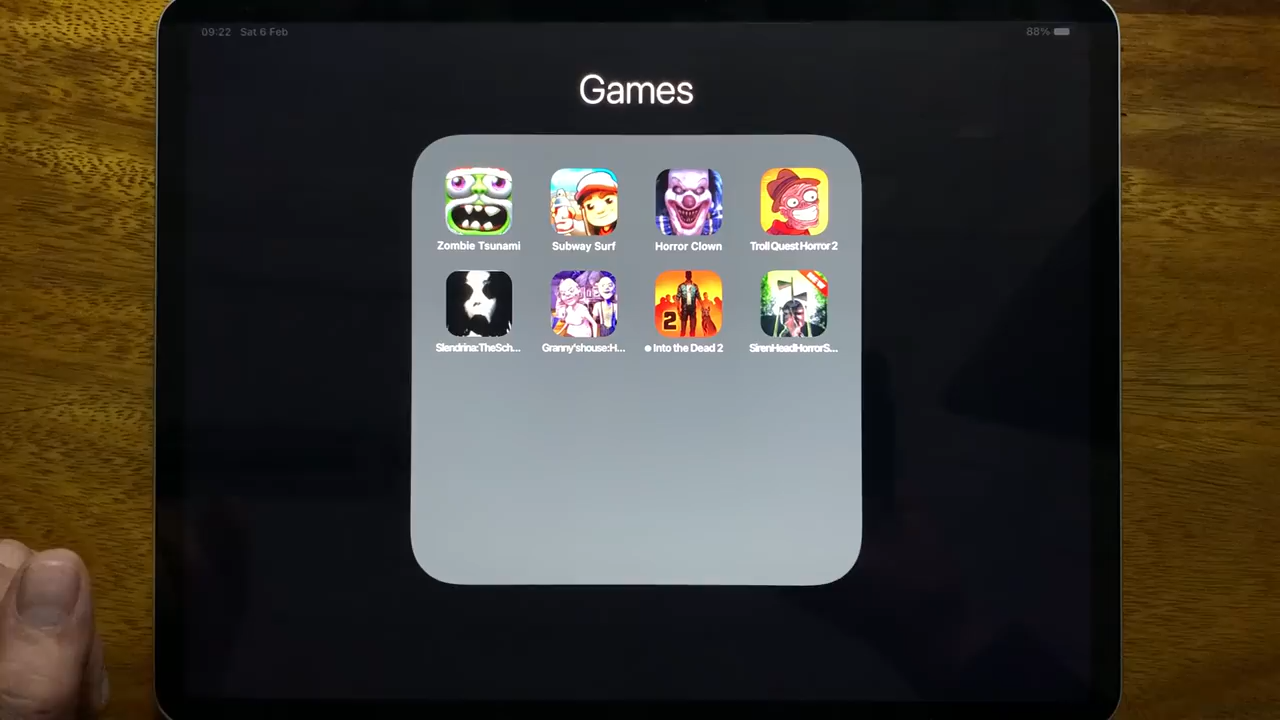 09:22 Sat 6 Feb 88%
Games
Zombie Tsunami Subway Surf Horror Clown Troll Quest Horror 2
2
Slendrina:TheSch... Granny'shouse:H... Into the Dead 2 SirenHeadHorrorS...